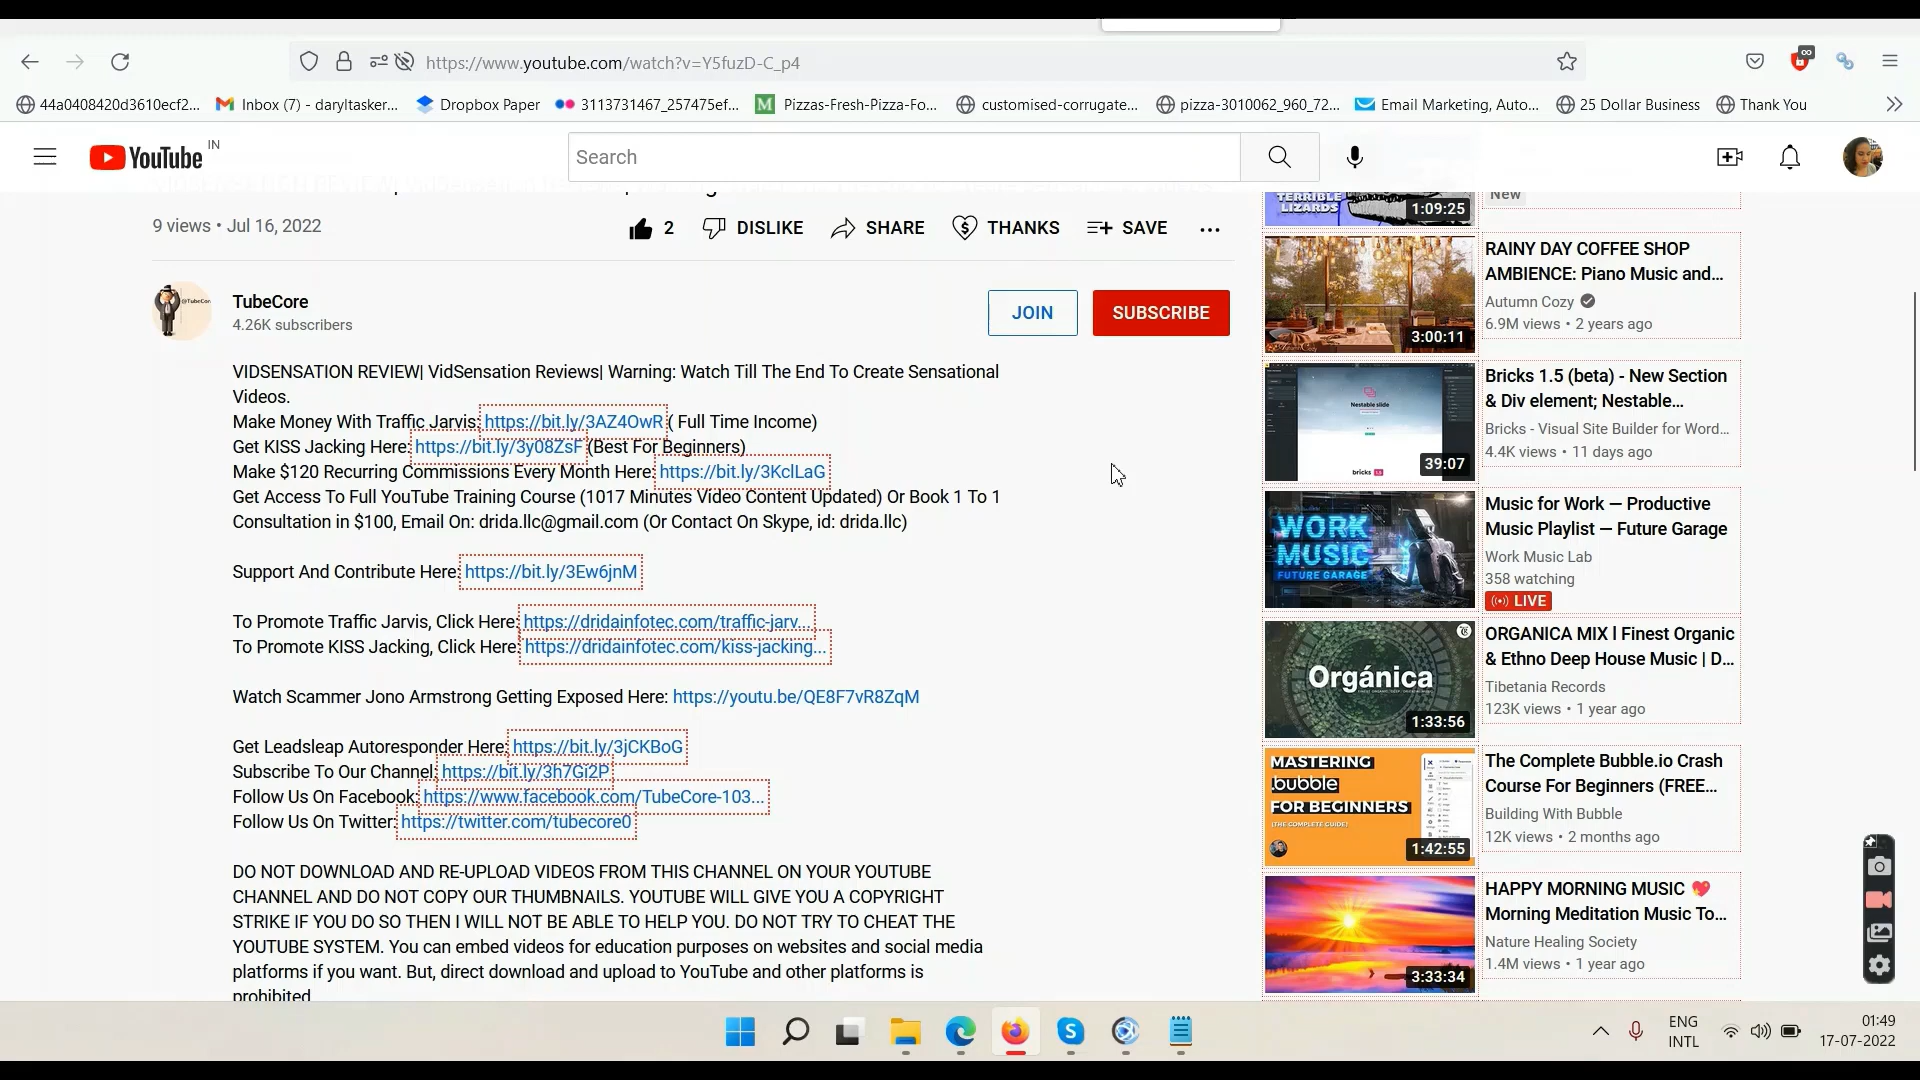 https://www.youtube.com/watch?v=Y5fuzD-C_p4
44a0408420d3610ecf2...
Inbox (7) - daryltasker...
Dropbox Paper
3113731467_257475ef...
Pizzas-Fresh-Pizza-Fo...
customised-corrugate...
pizza-3010062_960_72...
Email Marketing, Auto...
25 Dollar Business
Thank You
YouTube IN
Search
9 views • Jul 16, 2022
2
DISLIKE
SHARE
THANKS
SAVE
TubeCore
4.26K subscribers
JOIN
SUBSCRIBE
VIDSENSATION REVIEW| VidSensation Reviews| Warning: Watch Till The End To Create Sensational
Videos.
Make Money With Traffic Jarvis: https://bit.ly/3AZ4OwR ( Full Time Income)
Get KISS Jacking Here: https://bit.ly/3y08ZsF (Best For Beginners)
Make $120 Recurring Commissions Every Month Here: https://bit.ly/3KclLaG
Get Access To Full YouTube Training Course (1017 Minutes Video Content Updated) Or Book 1 To 1
Consultation in $100, Email On: drida.llc@gmail.com (Or Contact On Skype, id: drida.llc)
Support And Contribute Here: https://bit.ly/3Ew6jnM
To Promote Traffic Jarvis, Click Here: https://dridainfotec.com/traffic-jarv...
To Promote KISS Jacking, Click Here: https://dridainfotec.com/kiss-jacking...
Watch Scammer Jono Armstrong Getting Exposed Here: https://youtu.be/QE8F7vR8ZqM
Get Leadsleap Autoresponder Here: https://bit.ly/3jCKBoG
Subscribe To Our Channel: https://bit.ly/3h7Gi2P
Follow Us On Facebook: https://www.facebook.com/TubeCore-103...
Follow Us On Twitter: https://twitter.com/tubecore0
DO NOT DOWNLOAD AND RE-UPLOAD VIDEOS FROM THIS CHANNEL ON YOUR YOUTUBE
CHANNEL AND DO NOT COPY OUR THUMBNAILS. YOUTUBE WILL GIVE YOU A COPYRIGHT
STRIKE IF YOU DO SO THEN I WILL NOT BE ABLE TO HELP YOU. DO NOT TRY TO CHEAT THE
YOUTUBE SYSTEM. You can embed videos for education purposes on websites and social media
platforms if you want. But, direct download and upload to YouTube and other platforms is
prohibited
TERRIBLE
LIZARDS
1:09:25
New
3:00:11
RAINY DAY COFFEE SHOP
AMBIENCE: Piano Music and...
Autumn Cozy
6.9M views • 2 years ago
Nestable slide
bricks 1.5
39:07
Bricks 1.5 (beta) - New Section
& Div element; Nestable...
Bricks - Visual Site Builder for Word...
4.4K views • 11 days ago
WORK
MUSIC
FUTURE GARAGE
Music for Work — Productive
Music Playlist — Future Garage
Work Music Lab
358 watching
LIVE
Orgánica
1:33:56
ORGANICA MIX l Finest Organic
& Ethno Deep House Music | D...
Tibetania Records
123K views • 1 year ago
MASTERING
.bubble
FOR BEGINNERS
(THE COMPLETE GUIDE)
1:42:55
The Complete Bubble.io Crash
Course For Beginners (FREE...
Building With Bubble
12K views • 2 months ago
3:33:34
HAPPY MORNING MUSIC 💖
Morning Meditation Music To...
Nature Healing Society
1.4M views • 1 year ago
ENG
INTL
01:49
17-07-2022